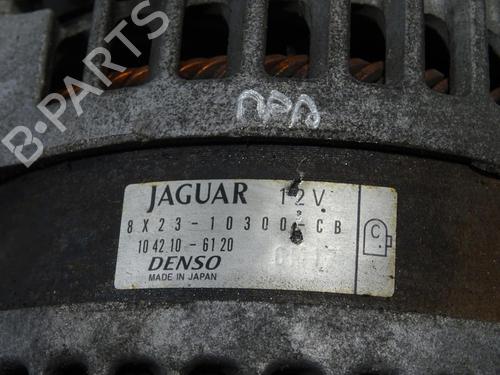 B-PARTS
JAGUAR 12V
8X23-10300-CB
104210-6120
DENSO
MADE IN JAPAN
C